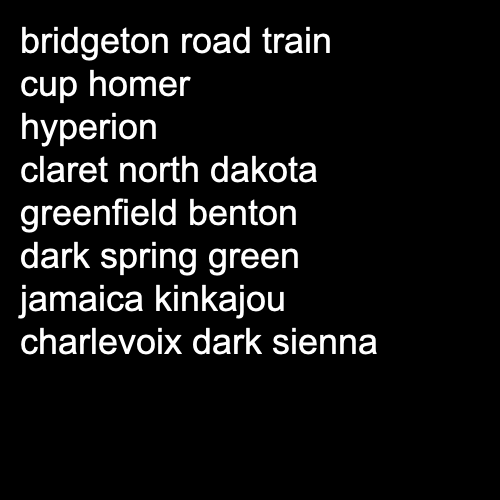 bridgeton road train
cup homer
hyperion
claret north dakota
greenfield benton
dark spring green
jamaica kinkajou
charlevoix dark sienna